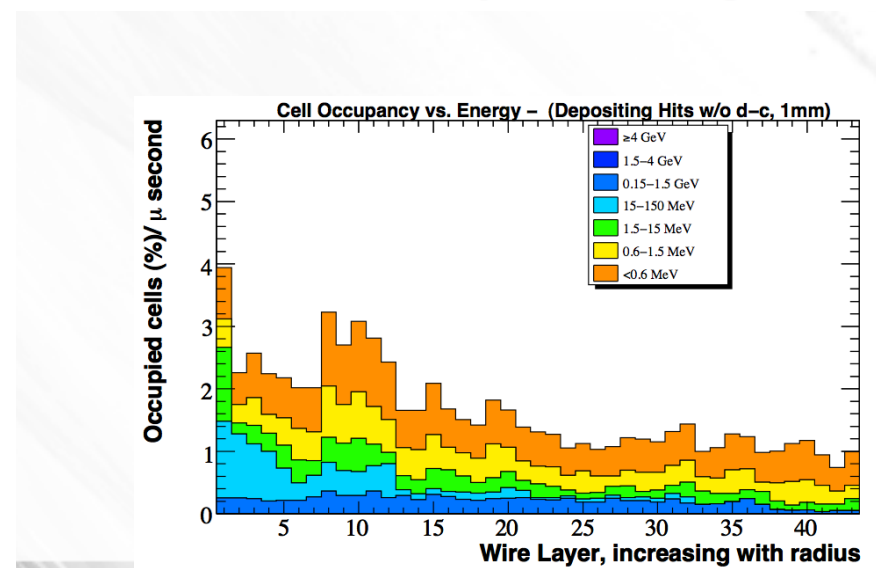 Cell Occupancy vs. Energy – (Depositing Hits w/o d–c, 1mm)
Occupied cells (%)/ μ second
6
5
4
3
2
1
0
≥4 GeV
1.5–4 GeV
0.15–1.5 GeV
15–150 MeV
1.5–15 MeV
0.6–1.5 MeV
<0.6 MeV
5 10 15 20 25 30 35 40
Wire Layer, increasing with radius